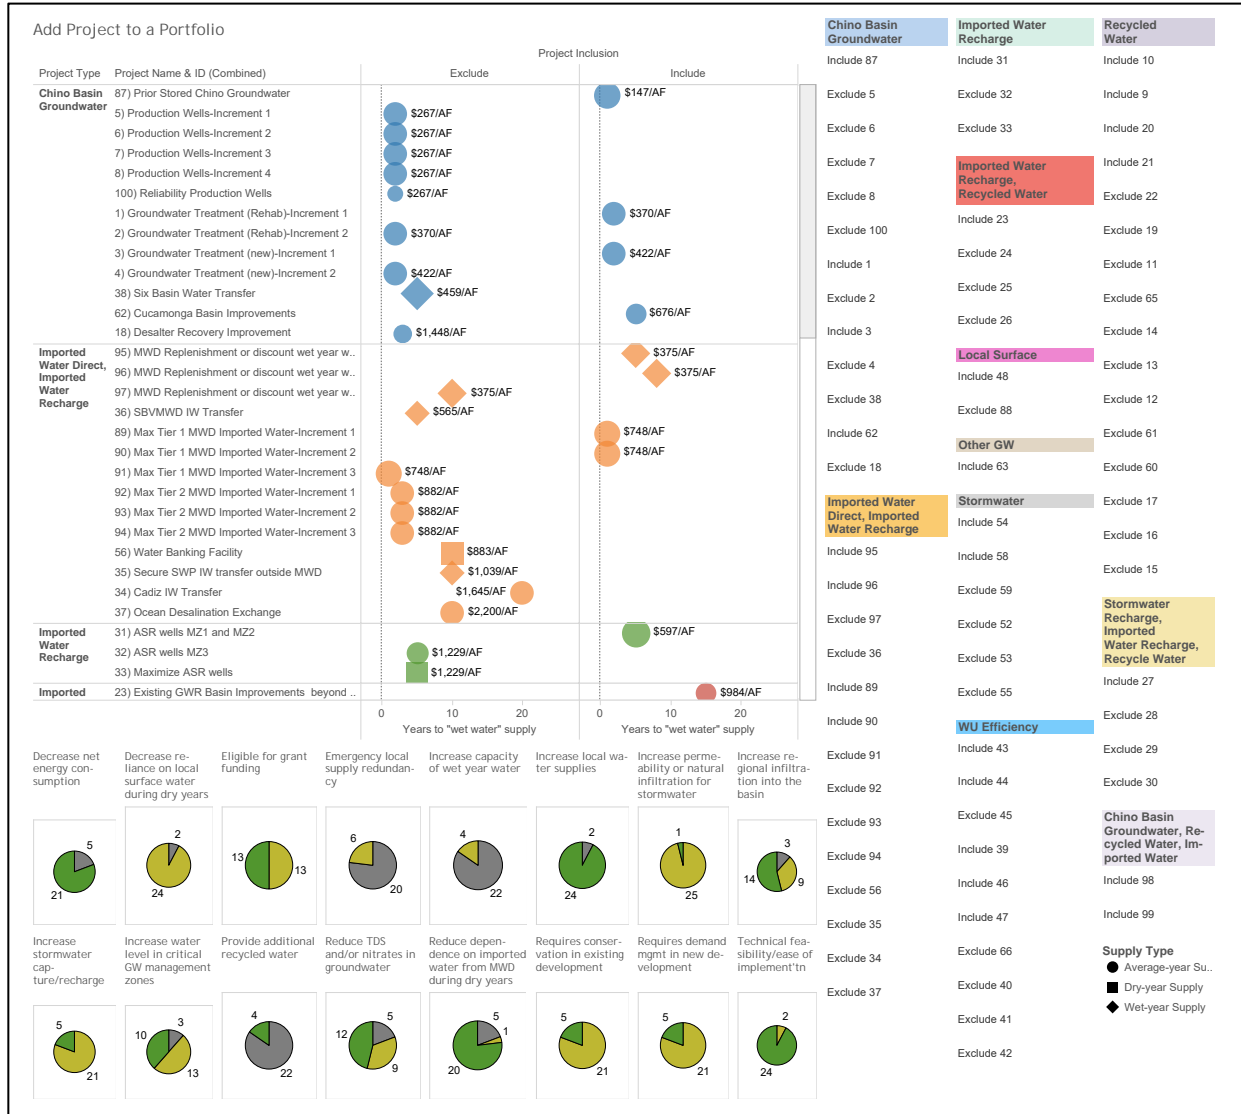 Add Project to a Portfolio
Project Inclusion
Project Type Project Name & ID (Combined) Exclude Include
Chino Basin
Groundwater
87) Prior Stored Chino Groundwater $147/AF
5) Production Wells-Increment 1 $267/AF
6) Production Wells-Increment 2 $267/AF
7) Production Wells-Increment 3 $267/AF
8) Production Wells-Increment 4 $267/AF
100) Reliability Production Wells $267/AF
1) Groundwater Treatment (Rehab)-Increment 1 $370/AF
2) Groundwater Treatment (Rehab)-Increment 2 $370/AF
3) Groundwater Treatment (new)-Increment 1 $422/AF
4) Groundwater Treatment (new)-Increment 2 $422/AF
38) Six Basin Water Transfer $459/AF
62) Cucamonga Basin Improvements $676/AF
18) Desalter Recovery Improvement $1,448/AF
Imported
Water Direct,
Imported
Water
Recharge
95) MWD Replenishment or discount wet year w.. $375/AF
96) MWD Replenishment or discount wet year w.. $375/AF
97) MWD Replenishment or discount wet year w.. $375/AF
36) SBVMWD IW Transfer $565/AF
89) Max Tier 1 MWD Imported Water-Increment 1 $748/AF
90) Max Tier 1 MWD Imported Water-Increment 2 $748/AF
91) Max Tier 1 MWD Imported Water-Increment 3 $748/AF
92) Max Tier 2 MWD Imported Water-Increment 1 $882/AF
93) Max Tier 2 MWD Imported Water-Increment 2 $882/AF
94) Max Tier 2 MWD Imported Water-Increment 3 $882/AF
56) Water Banking Facility $883/AF
35) Secure SWP IW transfer outside MWD $1,039/AF
34) Cadiz IW Transfer $1,645/AF
37) Ocean Desalination Exchange $2,200/AF
Imported
Water
Recharge
31) ASR wells MZ1 and MZ2 $597/AF
32) ASR wells MZ3 $1,229/AF
33) Maximize ASR wells $1,229/AF
Imported 23) Existing GWR Basin Improvements beyond .. $984/AF
0 10 20 0 10 20
Years to "wet water" supply Years to "wet water" supply
Decrease net
energy con-
sumption
5
21
Decrease re-
liance on local
surface water
during dry years
2
24
Eligible for grant
funding
13
13
Emergency local
supply redundan-
cy
6
20
Increase capacity
of wet year water
4
22
Increase local wa-
ter supplies
2
24
Increase perme-
ability or natural
infiltration for
stormwater
1
25
Increase re-
gional infiltra-
tion into the
basin
3
14
9
Increase
stormwater
cap-
ture/recharge
5
21
Increase water
level in critical
GW management
zones
10
3
13
Provide additional
recycled water
4
22
Reduce TDS
and/or nitrates in
groundwater
12
5
9
Reduce depen-
dence on imported
water from MWD
during dry years
5
1
20
Requires conser-
vation in existing
development
5
21
Requires demand
mgmt in new de-
velopment
5
21
Technical fea-
sibility/ease of
implement'tn
2
24
Chino Basin
Groundwater
Include 87
Exclude 5
Exclude 6
Exclude 7
Exclude 8
Exclude 100
Include 1
Exclude 2
Include 3
Exclude 4
Exclude 38
Include 62
Exclude 18
Imported Water
Direct, Imported
Water Recharge
Include 95
Include 96
Exclude 97
Exclude 36
Include 89
Include 90
Exclude 91
Exclude 92
Exclude 93
Exclude 94
Exclude 56
Exclude 35
Exclude 34
Exclude 37
Imported Water
Recharge
Include 31
Exclude 32
Exclude 33
Imported Water
Recharge,
Recycled Water
Include 23
Exclude 24
Exclude 25
Exclude 26
Local Surface
Include 48
Exclude 88
Other GW
Include 63
Stormwater
Include 54
Include 58
Exclude 59
Exclude 52
Exclude 53
Exclude 55
WU Efficiency
Include 43
Include 44
Exclude 45
Include 39
Include 46
Include 47
Exclude 66
Exclude 40
Exclude 41
Exclude 42
Recycled
Water
Include 10
Include 9
Include 20
Include 21
Exclude 22
Exclude 19
Exclude 11
Exclude 65
Exclude 14
Exclude 13
Exclude 12
Exclude 61
Exclude 60
Exclude 17
Exclude 16
Exclude 15
Stormwater
Recharge,
Imported
Water Recharge,
Recycle Water
Include 27
Exclude 28
Exclude 29
Exclude 30
Chino Basin
Groundwater, Re-
cycled Water, Im-
ported Water
Include 98
Include 99
Supply Type
Average-year Su..
Dry-year Supply
Wet-year Supply